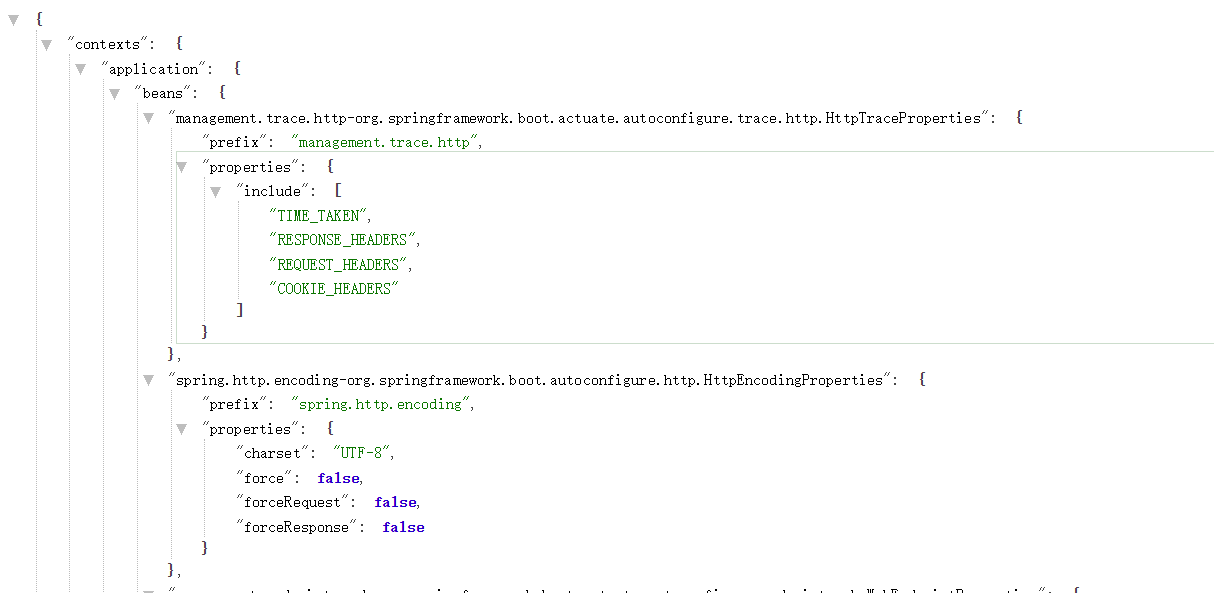 {
"contexts": {
"application": {
"beans": {
"management.trace.http-org.springframework.boot.actuate.autoconfigure.trace.http.HttpTraceProperties": {
"prefix": "management.trace.http",
"properties": {
"include": [
"TIME_TAKEN",
"RESPONSE_HEADERS",
"REQUEST_HEADERS",
"COOKIE_HEADERS"
]
}
},
"spring.http.encoding-org.springframework.boot.autoconfigure.http.HttpEncodingProperties": {
"prefix": "spring.http.encoding",
"properties": {
"charset": "UTF-8",
"force": false,
"forceRequest": false,
"forceResponse": false
}
},